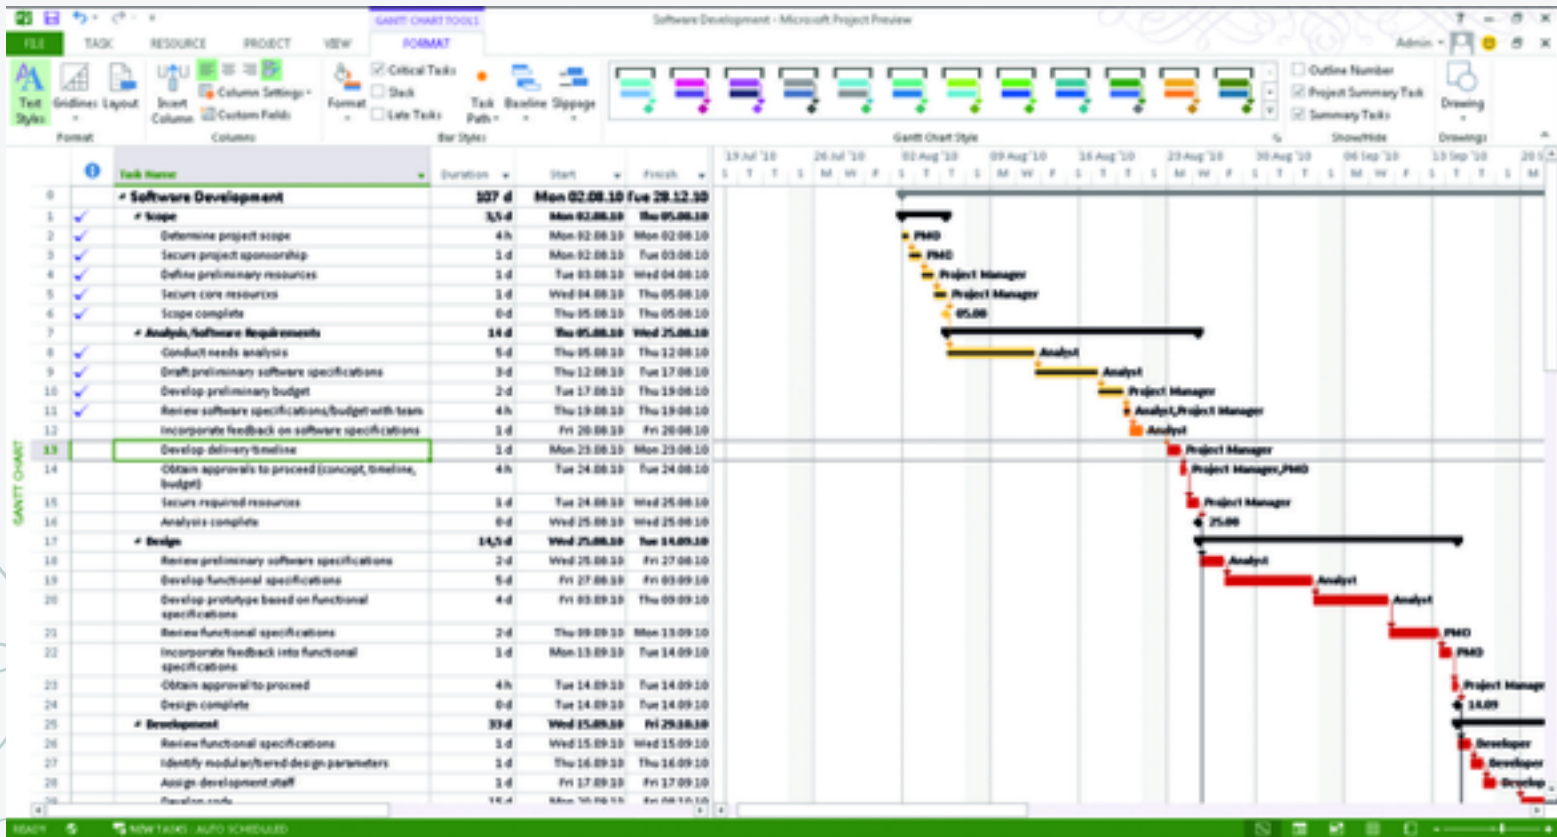 GANTT CHART TOOLS
Software Development - Microsoft Project Preview
FILE TASK RESOURCE PROJECT VIEW FORMAT
Admin
Text Styles
Gridlines
Layout
Format
Insert Column
Column Settings
Custom Fields
Columns
Format
Critical Tasks
Slack
Late Tasks
Task Path
Baseline
Slippage
Bar Styles
Gantt Chart Style
Outline Number
Project Summary Task
Summary Tasks
Show/Hide
Drawing
Drawings
Task Name Duration Start Finish
19 Jul '10 26 Jul '10 02 Aug '10 09 Aug '10 16 Aug '10 23 Aug '10 30 Aug '10 06 Sep '10 13 Sep '10 20 S
S T T S M W F S T T S M W F S T T S M W F S T T S M
0 Software Development 107 d Mon 02.08.10 Tue 28.12.10
1 Scope 3,5 d Mon 02.08.10 Thu 05.08.10
2 Determine project scope 4 h Mon 02.08.10 Mon 02.08.10 PMO
3 Secure project sponsorship 1 d Mon 02.08.10 Tue 03.08.10 PMO
4 Define preliminary resources 1 d Tue 03.08.10 Wed 04.08.10 Project Manager
5 Secure core resources 1 d Wed 04.08.10 Thu 05.08.10 Project Manager
6 Scope complete 0 d Thu 05.08.10 Thu 05.08.10 05.08
7 Analysis/Software Requirements 14 d Thu 05.08.10 Wed 25.08.10
8 Conduct needs analysis 5 d Thu 05.08.10 Thu 12.08.10 Analyst
9 Draft preliminary software specifications 3 d Thu 12.08.10 Tue 17.08.10 Analyst
10 Develop preliminary budget 2 d Tue 17.08.10 Thu 19.08.10 Project Manager
11 Review software specifications/budget with team 4 h Thu 19.08.10 Thu 19.08.10 Analyst,Project Manager
12 Incorporate feedback on software specifications 1 d Fri 20.08.10 Fri 20.08.10 Analyst
13 Develop delivery timeline 1 d Mon 23.08.10 Mon 23.08.10 Project Manager
14 Obtain approvals to proceed (concept, timeline, 4 h Tue 24.08.10 Tue 24.08.10 Project Manager,PMO
budget)
15 Secure required resources 1 d Tue 24.08.10 Wed 25.08.10 Project Manager
16 Analysis complete 0 d Wed 25.08.10 Wed 25.08.10 25.08
17 Design 14,5 d Wed 25.08.10 Tue 14.09.10
18 Review preliminary software specifications 2 d Wed 25.08.10 Fri 27.08.10 Analyst
19 Develop functional specifications 5 d Fri 27.08.10 Fri 03.09.10 Analyst
20 Develop prototype based on functional 4 d Fri 03.09.10 Thu 09.09.10 Analyst
specifications
21 Review functional specifications 2 d Thu 09.09.10 Mon 13.09.10 PMO
22 Incorporate feedback into functional 1 d Mon 13.09.10 Tue 14.09.10 PMO
specifications
23 Obtain approval to proceed 4 h Tue 14.09.10 Tue 14.09.10 Project Manage
24 Design complete 0 d Tue 14.09.10 Tue 14.09.10 14.09
25 Development 33 d Wed 15.09.10 Fri 29.10.10
26 Review functional specifications 1 d Wed 15.09.10 Wed 15.09.10 Developer
27 Identify modular/tiered design parameters 1 d Thu 16.09.10 Thu 16.09.10 Developer
28 Assign development staff 1 d Fri 17.09.10 Fri 17.09.10 Develop
29 Develop code 15 d Mon 20.09.10 Fri 08.10.10
GANTT CHART
READY NEW TASKS : AUTO SCHEDULED